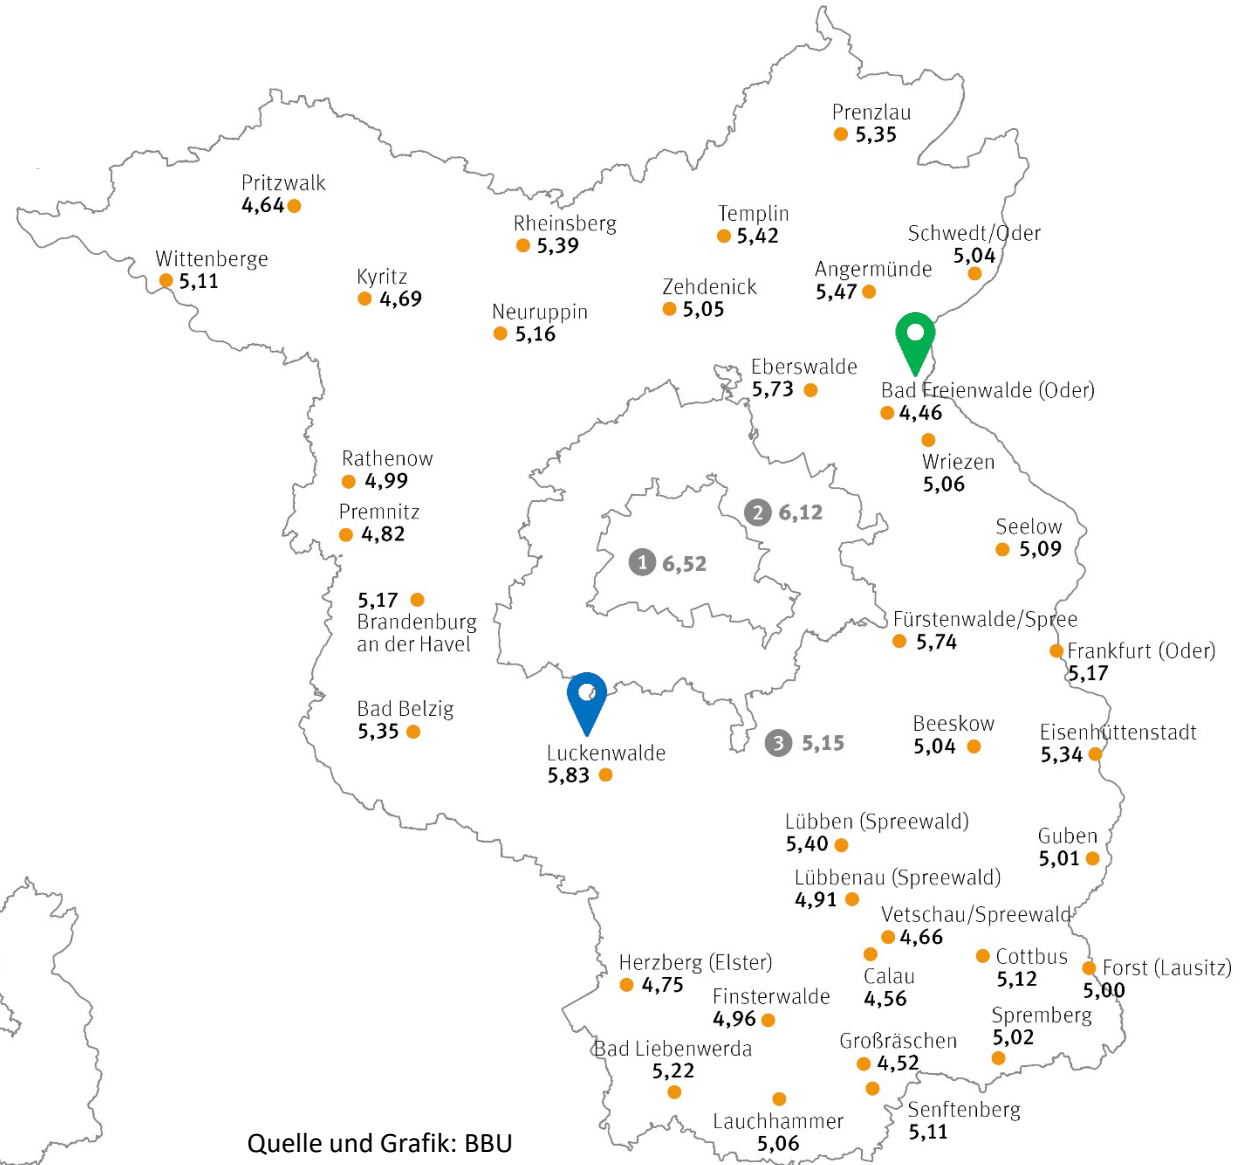 Prenzlau
5,35
Pritzwalk
4,64
Templin
5,42
Rheinsberg
5,39
Schwedt/Oder
5,04
Wittenberge
5,11
Angermünde
5,47
Kyritz
4,69
Zehdenick
5,05
Neuruppin
5,16
Eberswalde
5,73
Bad Freienwalde (Oder)
4,46
Wriezen
5,06
Rathenow
4,99
Premnitz
4,82
2 6,12
Seelow
5,09
1 6,52
5,17
Brandenburg
an der Havel
Fürstenwalde/Spree
5,74
Frankfurt (Oder)
5,17
Bad Belzig
5,35
Beeskow
5,04
Eisenhüttenstadt
5,34
3 5,15
Luckenwalde
5,83
Lübben (Spreewald)
5,40
Guben
5,01
Lübbenau (Spreewald)
4,91
Vetschau/Spreewald
4,66
Calau
4,56
Cottbus
5,12
Forst (Lausitz)
5,00
Herzberg (Elster)
4,75
Finsterwalde
4,96
Spremberg
5,02
Großräschen
4,52
Bad Liebenwerda
5,22
Senftenberg
5,11
Lauchhammer
5,06
Quelle und Grafik: BBU